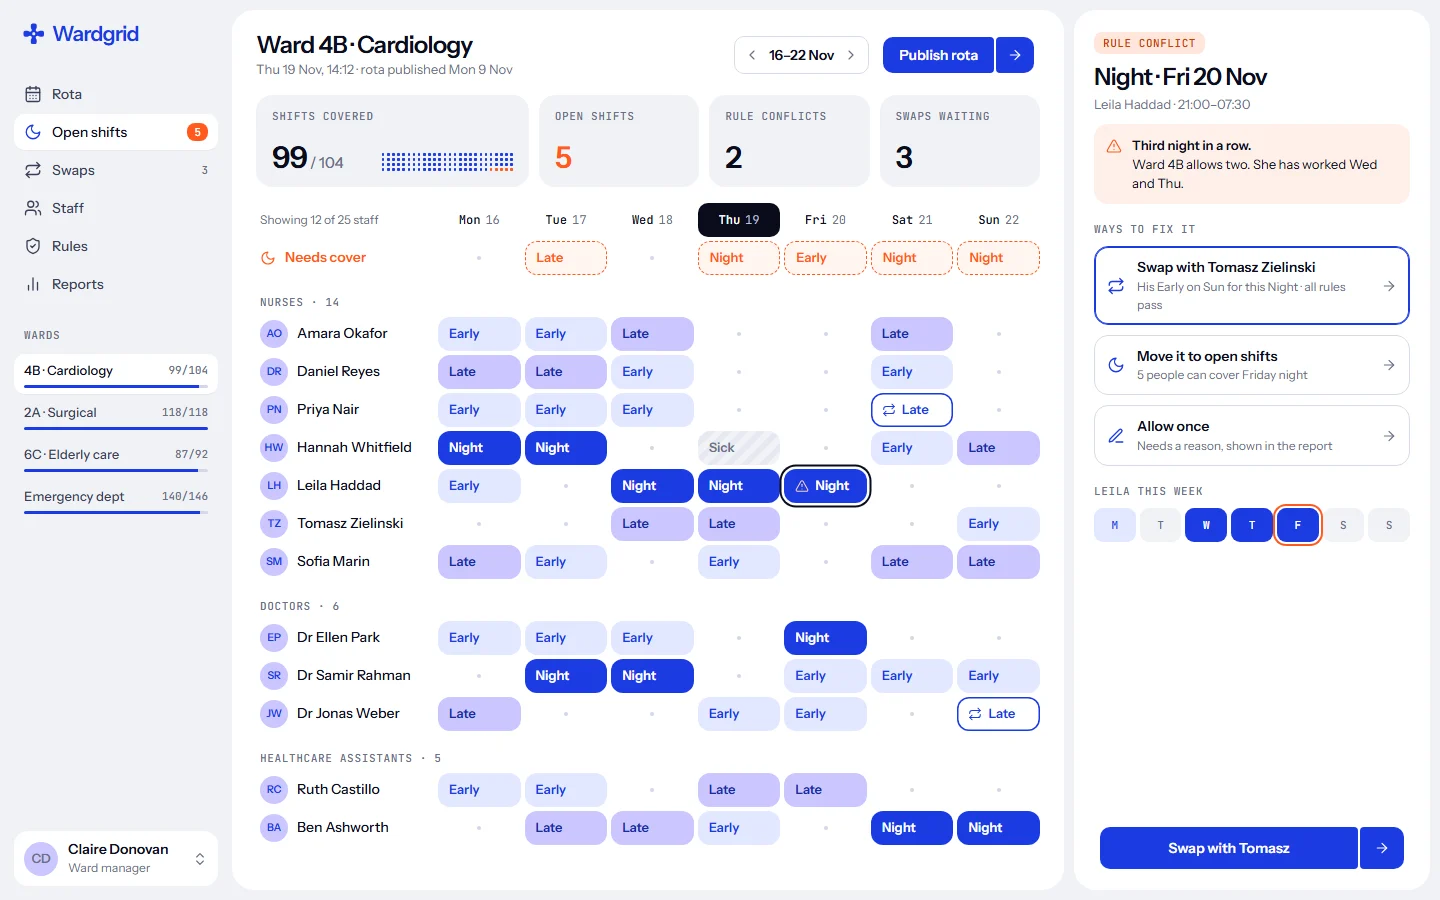 Wardgrid
Rota
Open shifts 5
Swaps 3
Staff
Rules
Reports
WARDS
4B · Cardiology 99/104
2A · Surgical 118/118
6C · Elderly care 87/92
Emergency dept 140/146
CD Claire Donovan
Ward manager
Ward 4B · Cardiology
Thu 19 Nov, 14:12 · rota published Mon 9 Nov
16–22 Nov
Publish rota
SHIFTS COVERED
99 / 104
OPEN SHIFTS
5
RULE CONFLICTS
2
SWAPS WAITING
3
Showing 12 of 25 staff Mon 16 Tue 17 Wed 18 Thu 19 Fri 20 Sat 21 Sun 22
Needs cover Late Night Early Night Night
NURSES · 14
AO Amara Okafor Early Early Late Late
DR Daniel Reyes Late Late Early Early
PN Priya Nair Early Early Early Late
HW Hannah Whitfield Night Night Sick Early Late
LH Leila Haddad Early Night Night Night
TZ Tomasz Zielinski Late Late Early
SM Sofia Marin Late Early Early Late Late
DOCTORS · 6
EP Dr Ellen Park Early Early Early Night
SR Dr Samir Rahman Night Night Early Early Early
JW Dr Jonas Weber Late Early Early Late
HEALTHCARE ASSISTANTS · 5
RC Ruth Castillo Early Early Late Late
BA Ben Ashworth Late Late Early Night Night
RULE CONFLICT
Night · Fri 20 Nov
Leila Haddad · 21:00–07:30
Third night in a row.
Ward 4B allows two. She has worked Wed
and Thu.
WAYS TO FIX IT
Swap with Tomasz Zielinski
His Early on Sun for this Night · all rules
pass
Move it to open shifts
5 people can cover Friday night
Allow once
Needs a reason, shown in the report
LEILA THIS WEEK
M T W T F S S
Swap with Tomasz